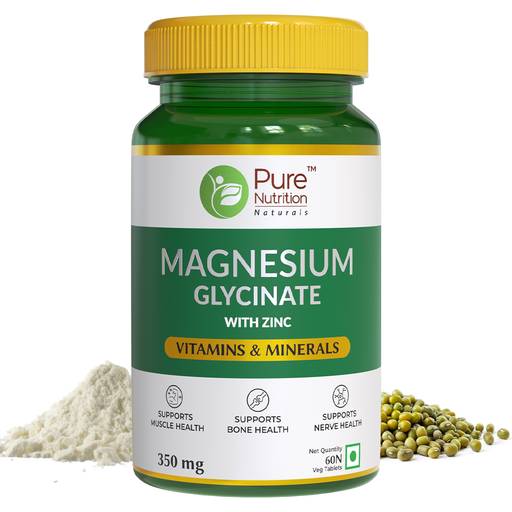 Pure™
Nutrition
Naturals
MAGNESIUM
GLYCINATE
WITH ZINC
VITAMINS & MINERALS
SUPPORTS
MUSCLE HEALTH
SUPPORTS
BONE HEALTH
SUPPORTS
NERVE HEALTH
350 mg
Net Quantity
60N
Veg Tablets